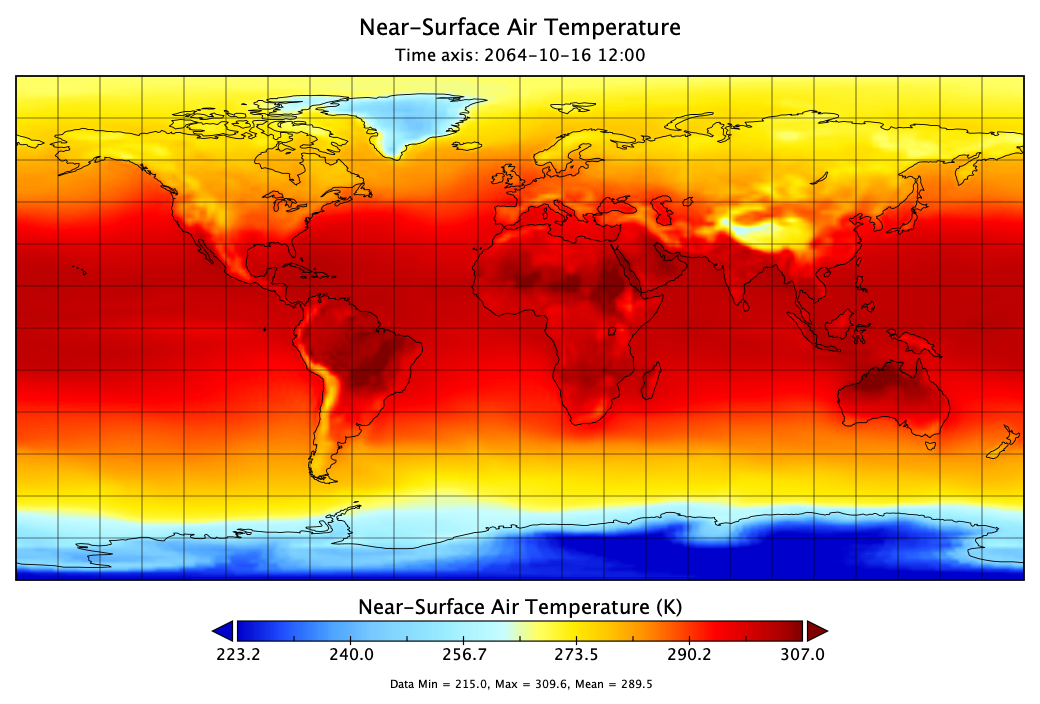 Near-Surface Air Temperature
Time axis: 2064-10-16 12:00
Near-Surface Air Temperature (K)
223.2 240.0 256.7 273.5 290.2 307.0
Data Min = 215.0, Max = 309.6, Mean = 289.5